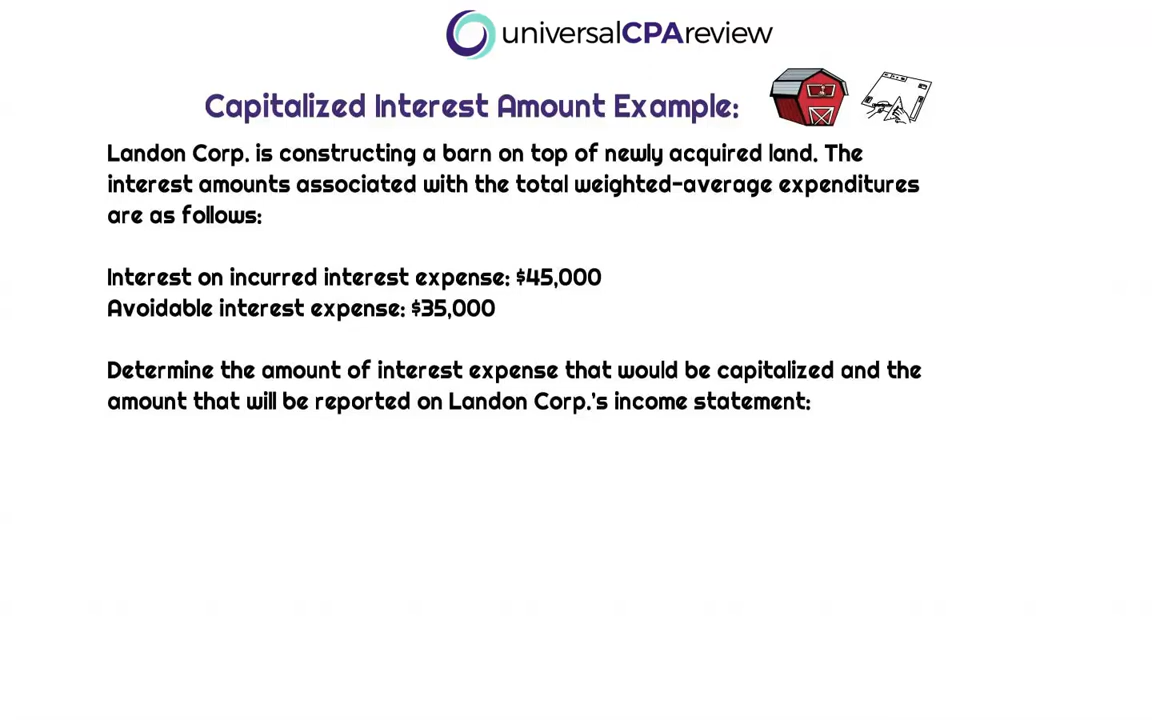 universalCPAreview
Capitalized Interest Amount Example:
Landon Corp. is constructing a barn on top of newly acquired land. The
interest amounts associated with the total weighted-average expenditures
are as follows:
Interest on incurred interest expense: $45,000
Avoidable interest expense: $35,000
Determine the amount of interest expense that would be capitalized and the
amount that will be reported on Landon Corp.'s income statement: